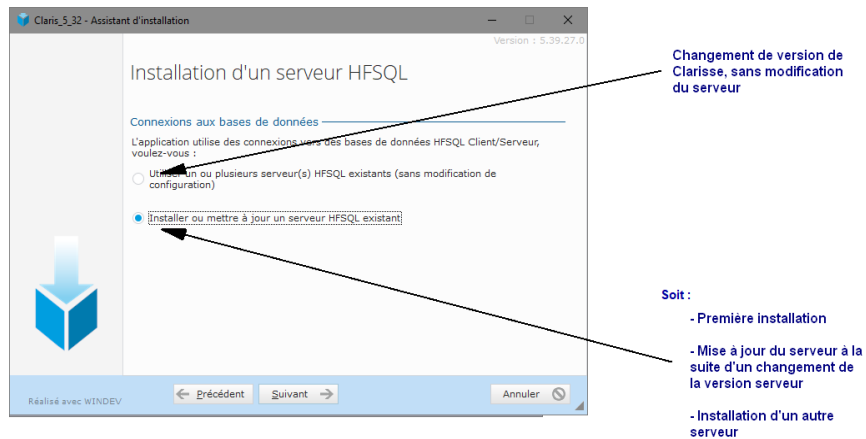 Claris_5_32 - Assistant d'installation
Version : 5.39.27.0
Installation d'un serveur HFSQL
Connexions aux bases de données
L'application utilise des connexions vers des bases de données HFSQL Client/Serveur,
voulez-vous :
Utiliser un ou plusieurs serveur(s) HFSQL existants (sans modification de
configuration)
Installer ou mettre à jour un serveur HFSQL existant
Réalisé avec WINDEV
Précédent
Suivant
Annuler
Changement de version de
Clarisse, sans modification
du serveur
Soit :
- Première installation
- Mise à jour du serveur à la
suite d'un changement de
la version serveur
- Installation d'un autre
serveur